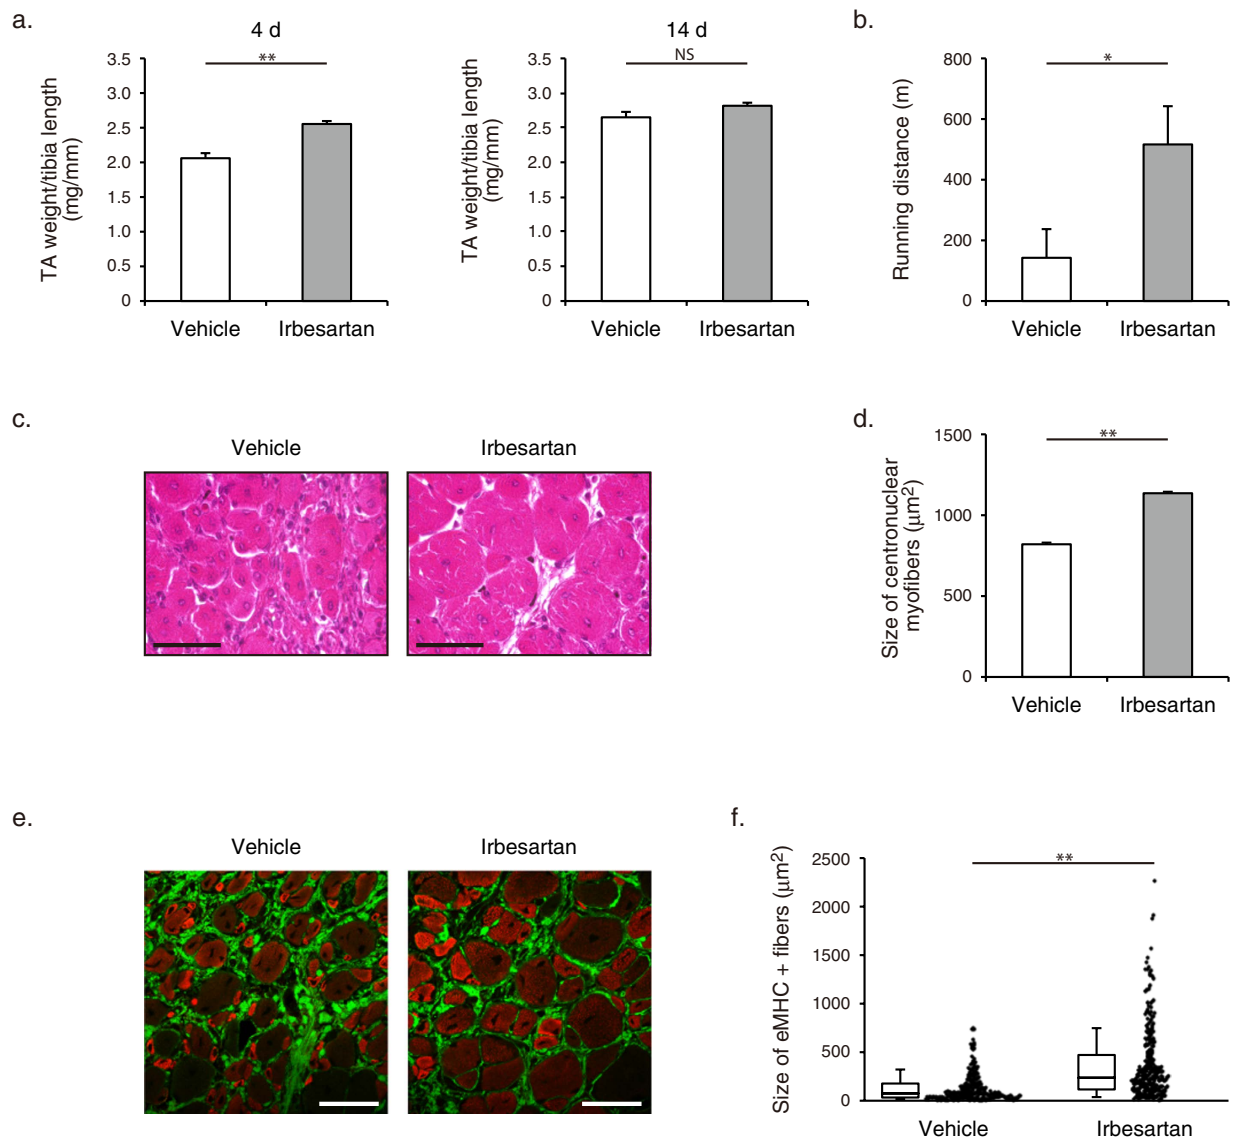 a.
4 d
3.5
3.0
2.5
2.0
1.5
1.0
0.5
0
TA weight/tibia length
(mg/mm)
**
Vehicle
Irbesartan
14 d
3.5
3.0
2.5
2.0
1.5
1.0
0.5
0
TA weight/tibia length
(mg/mm)
NS
Vehicle
Irbesartan
b.
800
600
400
200
0
Running distance (m)
*
Vehicle
Irbesartan
c.
Vehicle
Irbesartan
d.
1500
1000
500
0
Size of centronuclear
myofibers (μm²)
**
Vehicle
Irbesartan
e.
Vehicle
Irbesartan
f.
2500
2000
1500
1000
500
0
Size of eMHC + fibers (μm²)
**
Vehicle
Irbesartan